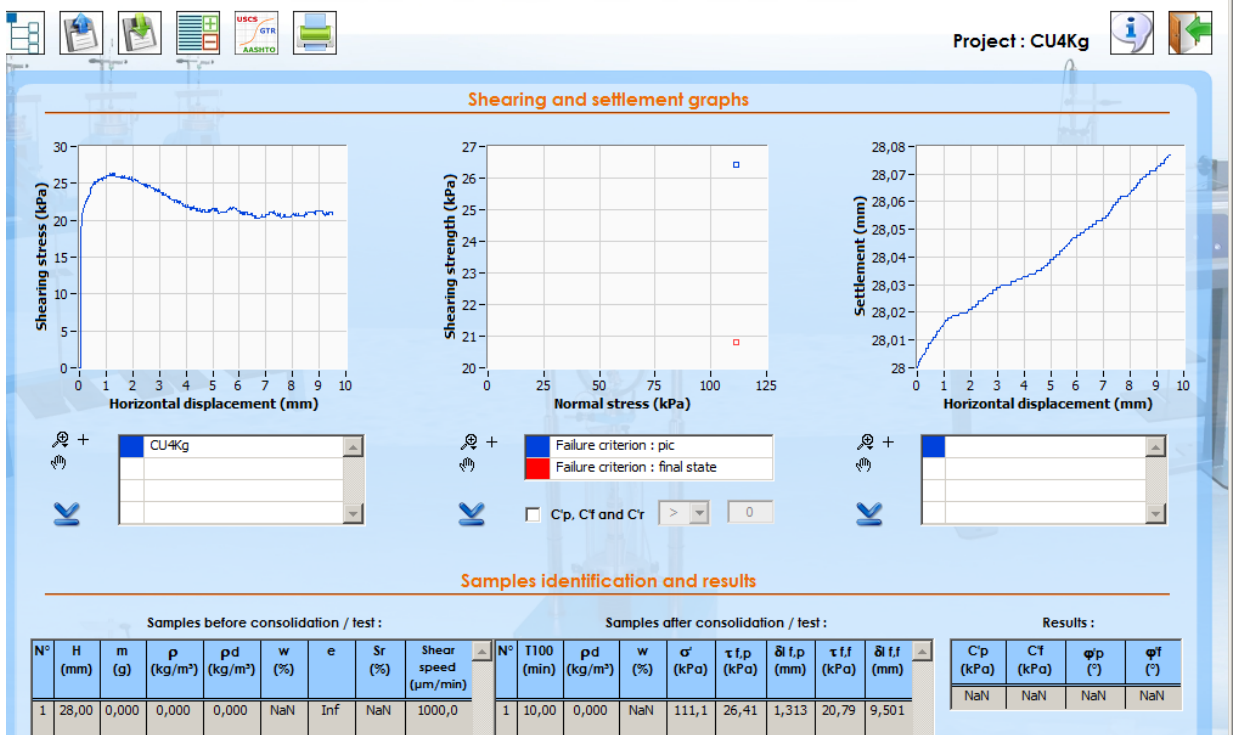 USCS
GTR
AASHTO
Project : CU4Kg
Shearing and settlement graphs
Shearing stress (kPa)
30
25
20
15
10
5
0
0 1 2 3 4 5 6 7 8 9 10
Horizontal displacement (mm)
Shearing strength (kPa)
27
26
25
24
23
22
21
20
0 25 50 75 100 125
Normal stress (kPa)
Settlement (mm)
28,08
28,07
28,06
28,05
28,04
28,03
28,02
28,01
28
0 1 2 3 4 5 6 7 8 9 10
Horizontal displacement (mm)
CU4Kg
Failure criterion : pic
Failure criterion : final state
C'p, C'f and C'r > 0
Samples identification and results
Samples before consolidation / test :
N° H (mm) m (g) ρ (kg/m³) ρd (kg/m³) w (%) e Sr (%) Shear speed (µm/min)
1 28,00 0,000 0,000 0,000 NaN Inf NaN 1000,0
Samples after consolidation / test :
N° T100 (min) ρd (kg/m³) w (%) σ' (kPa) τ f,p (kPa) δl f,p (mm) τ f,f (kPa) δl f,f (mm)
1 10,00 0,000 NaN 111,1 26,41 1,313 20,79 9,501
Results :
C'p (kPa) C'f (kPa) φ'p (°) φ'f (°)
NaN NaN NaN NaN